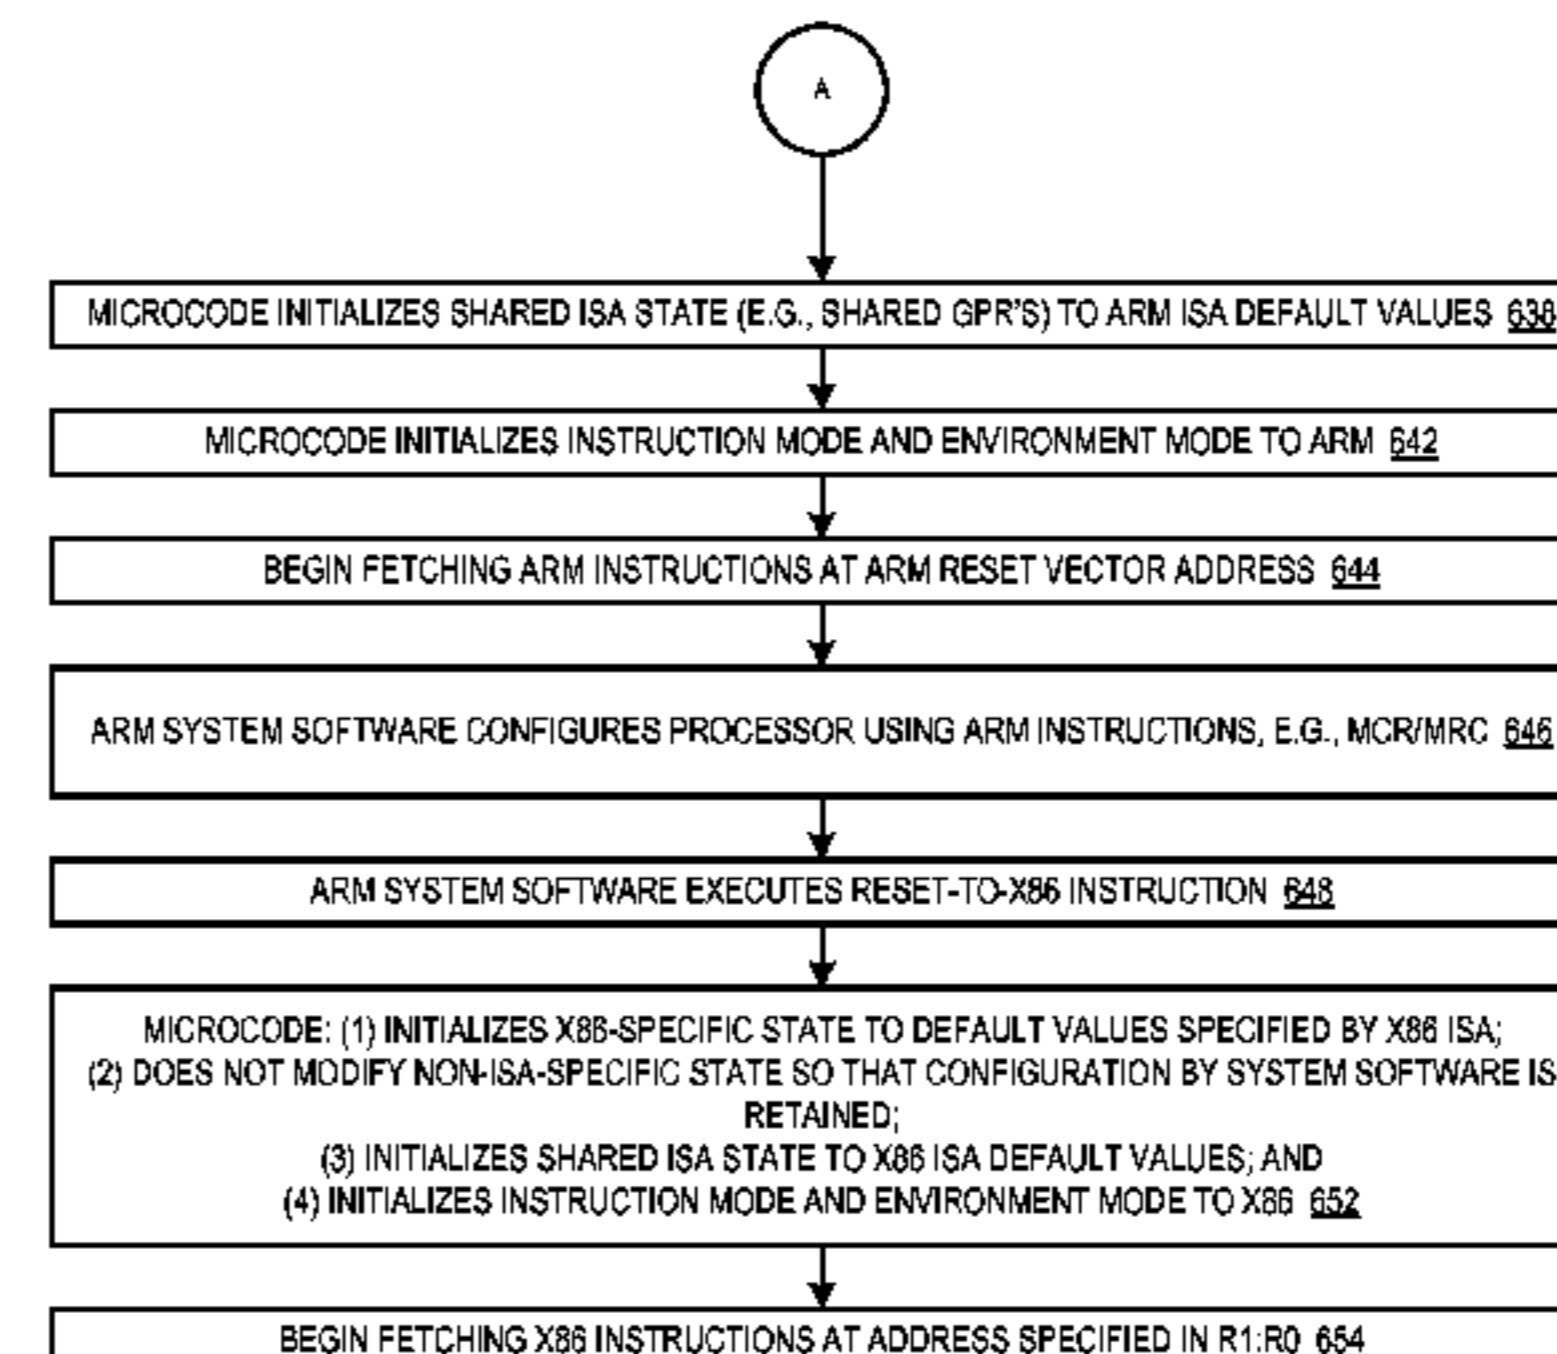 A
MICROCODE INITIALIZES SHARED ISA STATE (E.G., SHARED GPR'S) TO ARM ISA DEFAULT VALUES 638
MICROCODE INITIALIZES INSTRUCTION MODE AND ENVIRONMENT MODE TO ARM 642
BEGIN FETCHING ARM INSTRUCTIONS AT ARM RESET VECTOR ADDRESS 644
ARM SYSTEM SOFTWARE CONFIGURES PROCESSOR USING ARM INSTRUCTIONS, E.G., MCR/MRC 646
ARM SYSTEM SOFTWARE EXECUTES RESET-TO-X86 INSTRUCTION 648
MICROCODE: (1) INITIALIZES X86-SPECIFIC STATE TO DEFAULT VALUES SPECIFIED BY X86 ISA;
(2) DOES NOT MODIFY NON-ISA-SPECIFIC STATE SO THAT CONFIGURATION BY SYSTEM SOFTWARE IS
RETAINED;
(3) INITIALIZES SHARED ISA STATE TO X86 ISA DEFAULT VALUES; AND
(4) INITIALIZES INSTRUCTION MODE AND ENVIRONMENT MODE TO X86 652
BEGIN FETCHING X86 INSTRUCTIONS AT ADDRESS SPECIFIED IN R1:R0 654